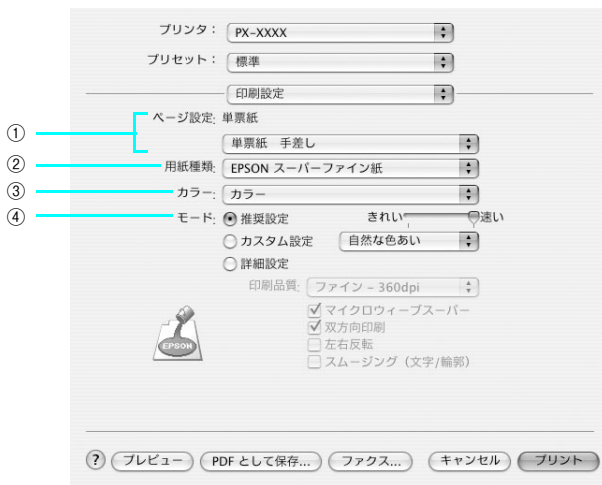 プリンタ： PX-XXXX
プリセット： 標準
印刷設定
① ページ設定: 単票紙
単票紙　手差し
② 用紙種類: EPSON スーパーファイン紙
③ カラー: カラー
④ モード: 推奨設定 きれい 速い
カスタム設定 自然な色あい
詳細設定
印刷品質: ファイン – 360dpi
マイクロウィーブスーパー
双方向印刷
左右反転
スムージング（文字/輪郭）
EPSON
? プレビュー PDF として保存... ファクス... キャンセル プリント